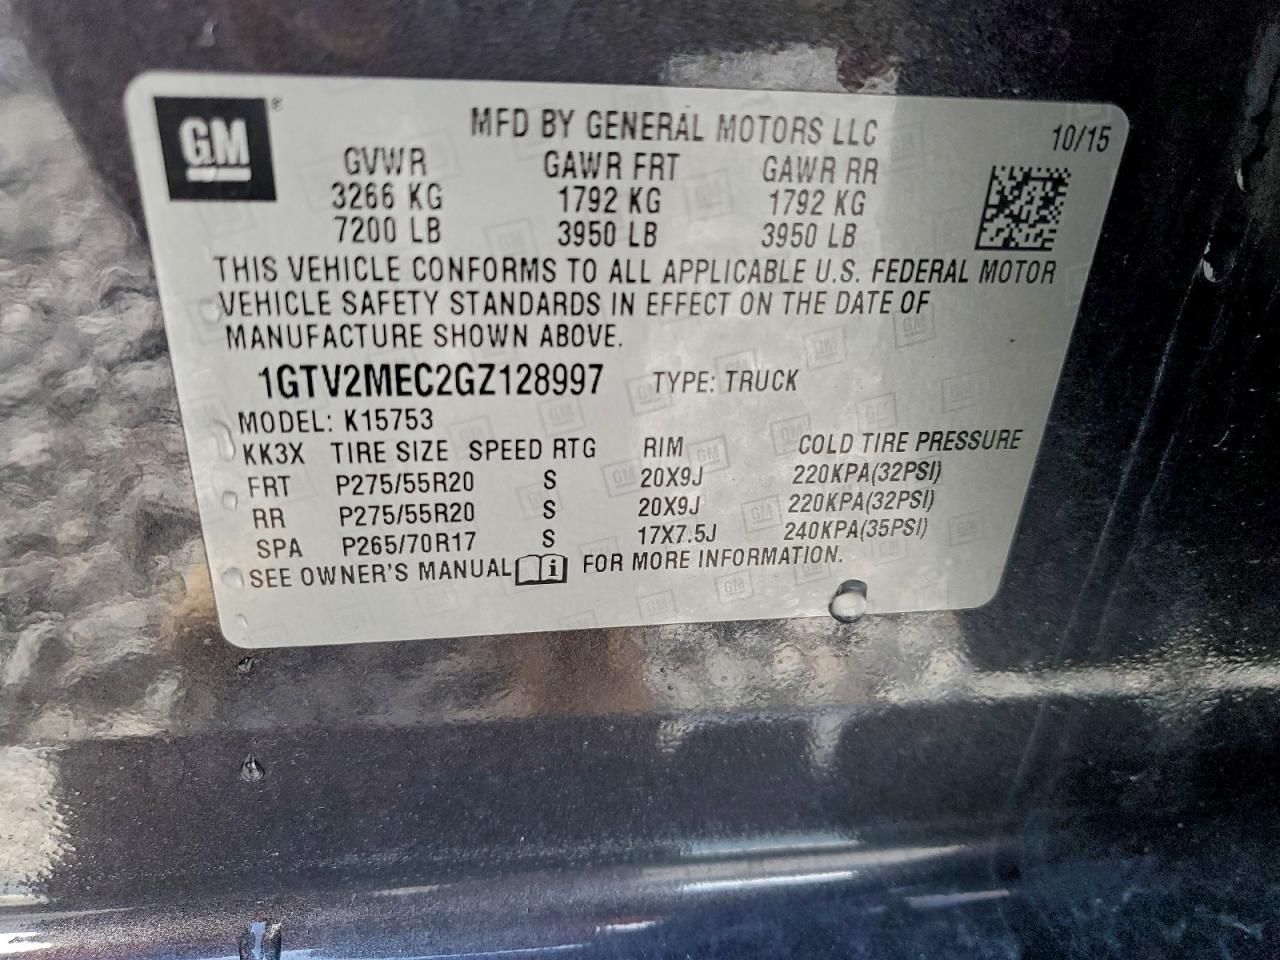 GM ®
MFD BY GENERAL MOTORS LLC 10/15
GVWR GAWR FRT GAWR RR
3266 KG 1792 KG 1792 KG
7200 LB 3950 LB 3950 LB
THIS VEHICLE CONFORMS TO ALL APPLICABLE U.S. FEDERAL MOTOR
VEHICLE SAFETY STANDARDS IN EFFECT ON THE DATE OF
MANUFACTURE SHOWN ABOVE.
1GTV2MEC2GZ128997 TYPE: TRUCK
MODEL: K15753
KK3X TIRE SIZE SPEED RTG RIM COLD TIRE PRESSURE
FRT P275/55R20 S 20X9J 220KPA(32PSI)
RR P275/55R20 S 20X9J 220KPA(32PSI)
SPA P265/70R17 S 17X7.5J 240KPA(35PSI)
SEE OWNER'S MANUAL i FOR MORE INFORMATION.